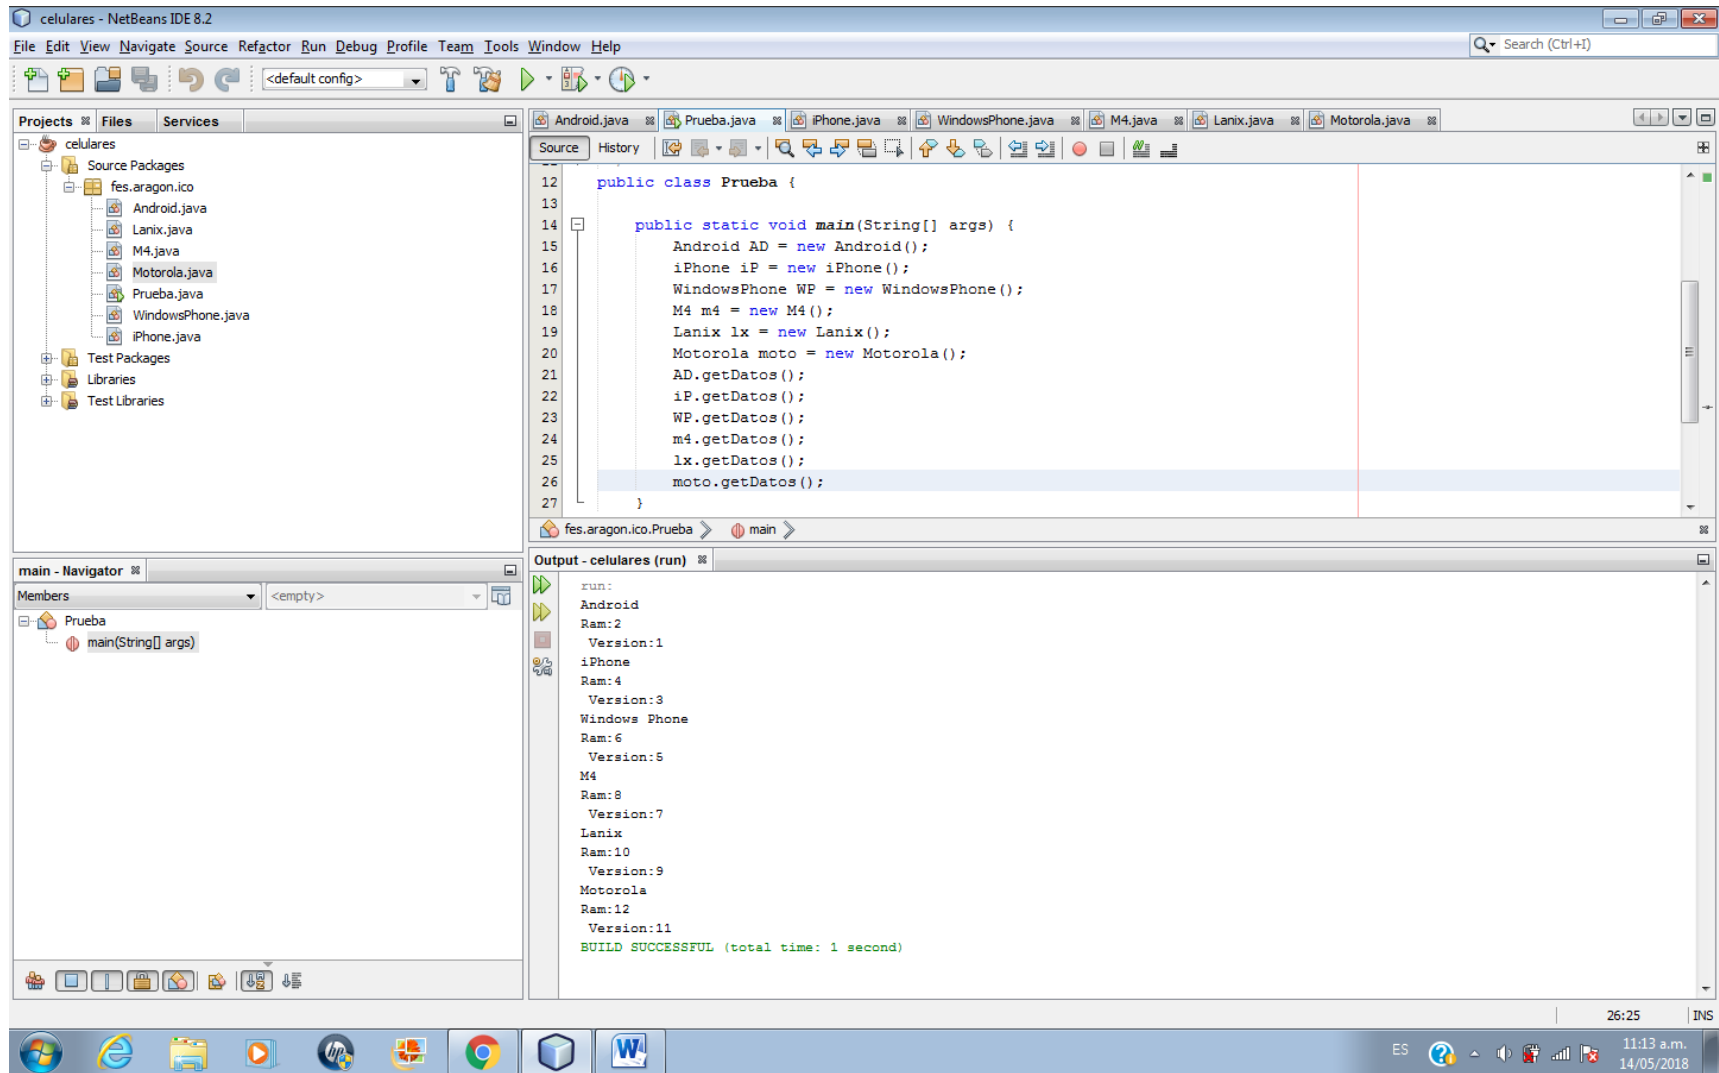 celulares - NetBeans IDE 8.2
File Edit View Navigate Source Refactor Run Debug Profile Team Tools Window Help
Search (Ctrl+I)
<default config>
Projects Files Services
celulares
Source Packages
fes.aragon.ico
Android.java
Lanix.java
M4.java
Motorola.java
Prueba.java
WindowsPhone.java
iPhone.java
Test Packages
Libraries
Test Libraries
main - Navigator
Members
<empty>
Prueba
main(String[] args)
Android.java Prueba.java iPhone.java WindowsPhone.java M4.java Lanix.java Motorola.java
Source History
12 public class Prueba {
13
14 public static void main(String[] args) {
15 Android AD = new Android();
16 iPhone iP = new iPhone();
17 WindowsPhone WP = new WindowsPhone();
18 M4 m4 = new M4();
19 Lanix lx = new Lanix();
20 Motorola moto = new Motorola();
21 AD.getDatos();
22 iP.getDatos();
23 WP.getDatos();
24 m4.getDatos();
25 lx.getDatos();
26 moto.getDatos();
27 }
fes.aragon.ico.Prueba main
Output - celulares (run)
run:
Android
Ram:2
Version:1
iPhone
Ram:4
Version:3
Windows Phone
Ram:6
Version:5
M4
Ram:8
Version:7
Lanix
Ram:10
Version:9
Motorola
Ram:12
Version:11
BUILD SUCCESSFUL (total time: 1 second)
26:25 INS
ES
11:13 a.m.
14/05/2018